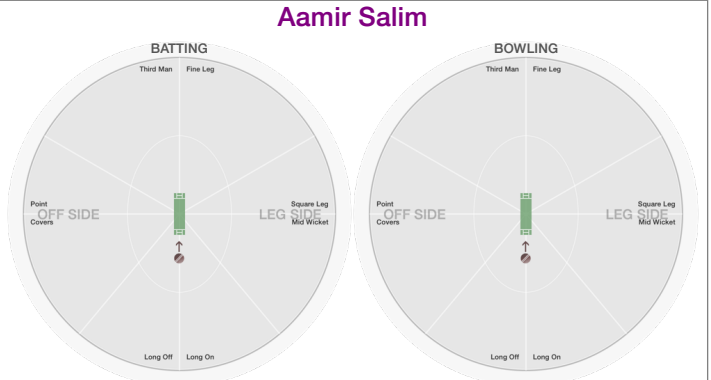 Aamir Salim
BATTING
Third Man Fine Leg
Point
OFF SIDE
Covers
Square Leg
LEG SIDE
Mid Wicket
Long Off Long On
BOWLING
Third Man Fine Leg
Point
OFF SIDE
Covers
Square Leg
LEG SIDE
Mid Wicket
Long Off Long On